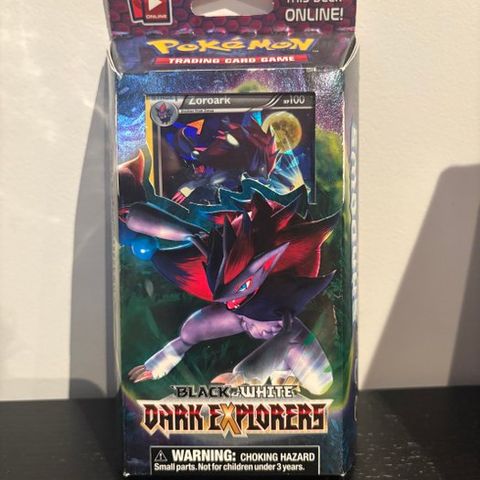 ONLINE
THIS DECK
ONLINE!
POKÉMON
TRADING CARD GAME
Zoroark
HP100
BLACK & WHITE
DARK EXPLORERS
WARNING: CHOKING HAZARD
Small parts. Not for children under 3 years.